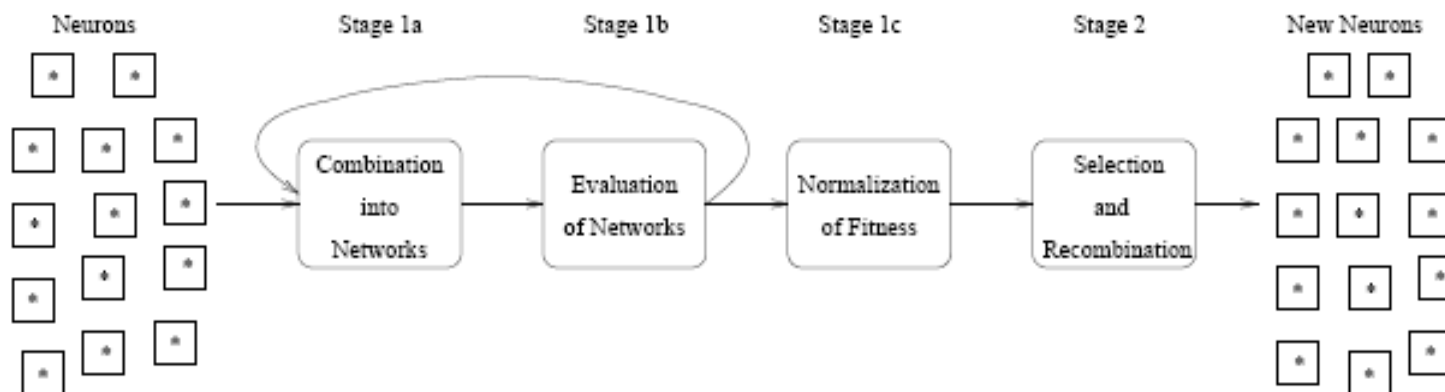 Neurons
Stage 1a
Stage 1b
Stage 1c
Stage 2
New Neurons
Combination
into
Networks
Evaluation
of Networks
Normalization
of Fitness
Selection
and
Recombination